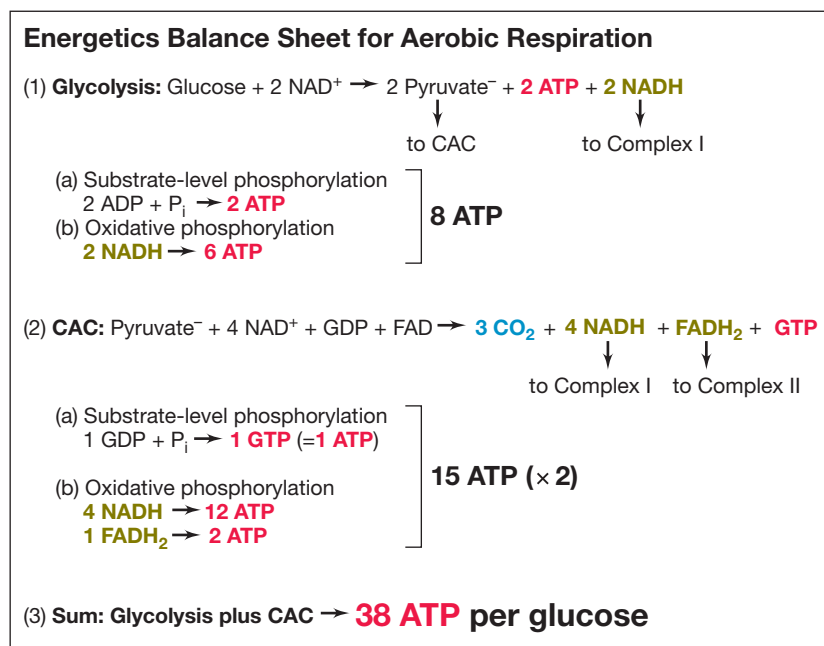 Energetics Balance Sheet for Aerobic Respiration
(1) Glycolysis: Glucose + 2 NAD⁺ → 2 Pyruvate⁻ + 2 ATP + 2 NADH
to CAC to Complex I
(a) Substrate-level phosphorylation
2 ADP + Pᵢ → 2 ATP
8 ATP
(b) Oxidative phosphorylation
2 NADH → 6 ATP
(2) CAC: Pyruvate⁻ + 4 NAD⁺ + GDP + FAD → 3 CO₂ + 4 NADH + FADH₂ + GTP
to Complex I to Complex II
(a) Substrate-level phosphorylation
1 GDP + Pᵢ → 1 GTP (=1 ATP)
15 ATP (× 2)
(b) Oxidative phosphorylation
4 NADH → 12 ATP
1 FADH₂ → 2 ATP
(3) Sum: Glycolysis plus CAC → 38 ATP per glucose